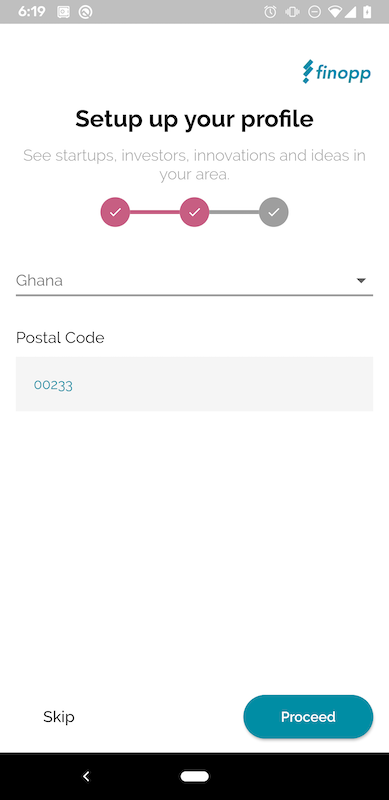 6:19
finopp
Setup up your profile
See startups, investors, innovations and ideas in
your area.
Ghana
Postal Code
00233
Skip
Proceed